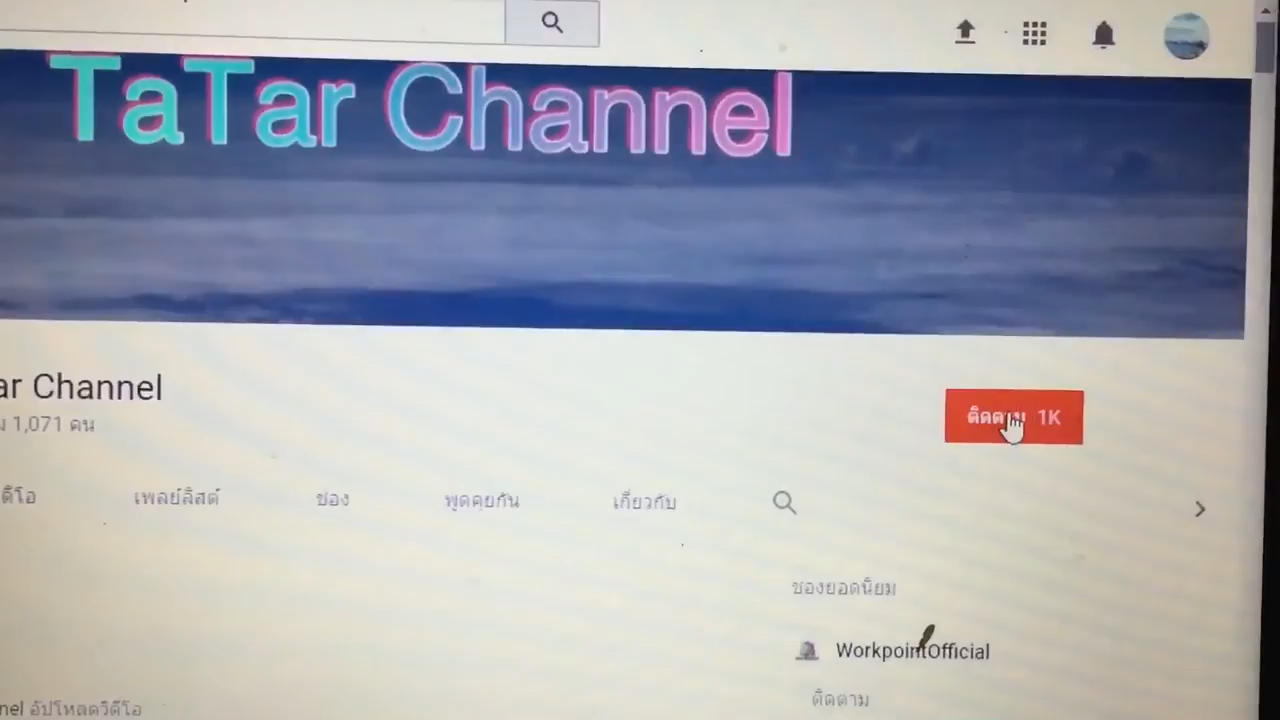 TaTar Channel
ar Channel
1,071 คน
ติดตาม 1K
ดีโอ
เพลย์ลิสต์
ช่อง
พูดคุยกัน
เกี่ยวกับ
ช่องยอดนิยม
WorkpointOfficial
ติดตาม
nel อัปโหลดวิดีโอ